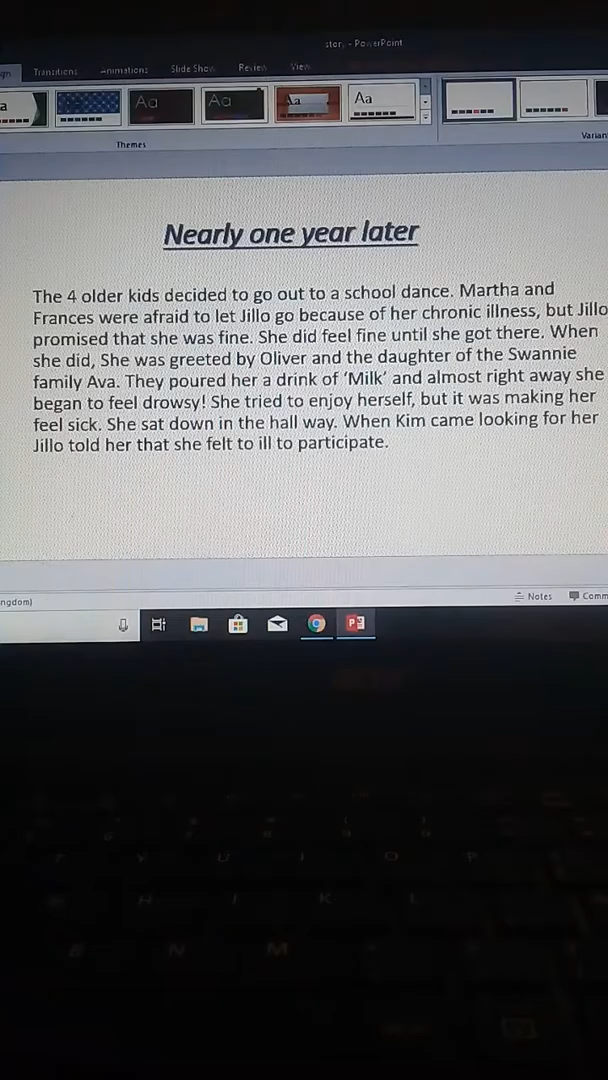 stor - PowerPoint
Transitions Animations Slide Show Review View
a Aa Aa Aa Aa
Themes
Varian
Nearly one year later
The 4 older kids decided to go out to a school dance. Martha and
Frances were afraid to let Jillo go because of her chronic illness, but Jillo
promised that she was fine. She did feel fine until she got there. When
she did, She was greeted by Oliver and the daughter of the Swannie
family Ava. They poured her a drink of ‘Milk’ and almost right away she
began to feel drowsy! She tried to enjoy herself, but it was making her
feel sick. She sat down in the hall way. When Kim came looking for her
Jillo told her that she felt to ill to participate.
ngdom)
Notes Comm
P
U O P
H K L
N M